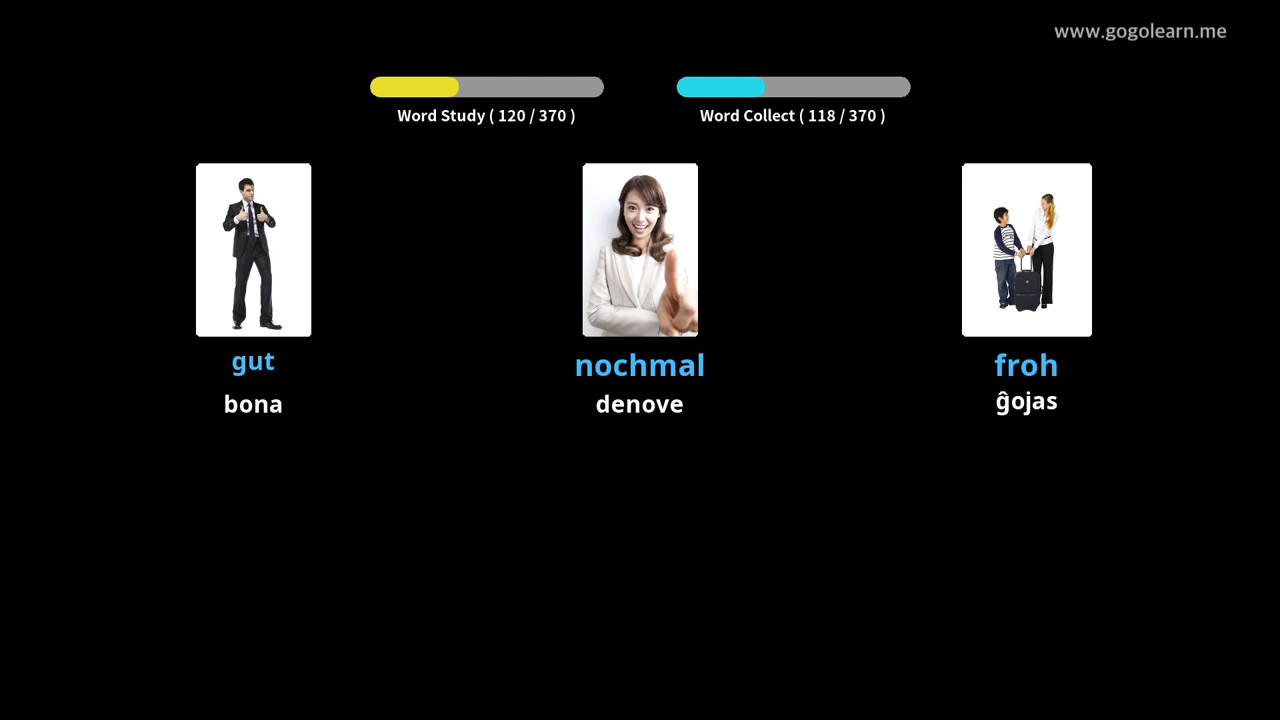 www.gogolearn.me
Word Study ( 120 / 370 )
Word Collect ( 118 / 370 )
gut
nochmal
froh
bona
denove
ĝojas